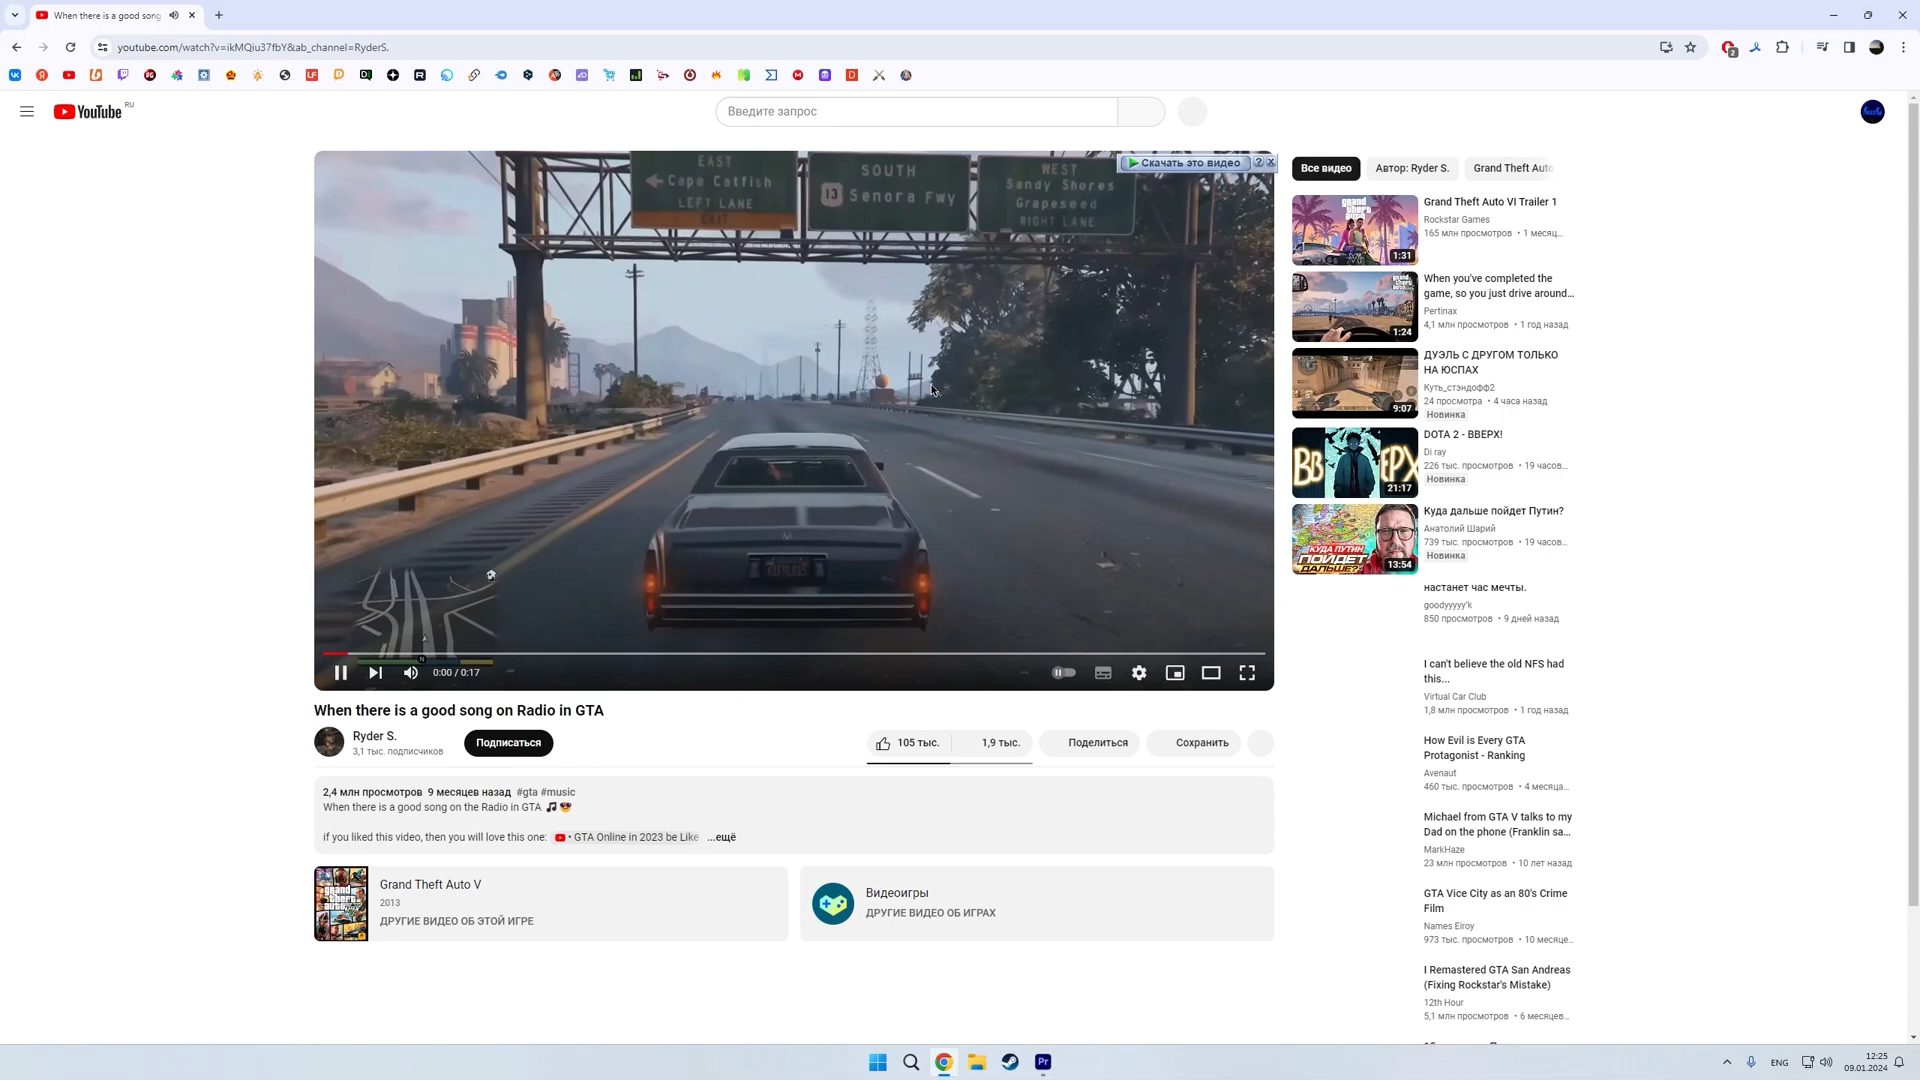 When there is a good song
youtube.com/watch?v=ikMQiu37fbY&ab_channel=RyderS.
2
YouTube
RU
Введите запрос
EAST
Cape Catfish
LEFT LANE
EXIT
SOUTH
13 Senora Fwy
WEST
Sandy Shores
Grapeseed
RIGHT LANE
Скачать это видео
? X
N
0:00 / 0:17
When there is a good song on Radio in GTA
Ryder S.
3,1 тыс. подписчиков
Подписаться
105 тыс.
1,9 тыс.
Поделиться
Сохранить
2,4 млн просмотров 9 месяцев назад #gta #music
When there is a good song on the Radio in GTA 🎵😎
if you liked this video, then you will love this one: • GTA Online in 2023 be Like ...ещё
Grand Theft Auto V
2013
ДРУГИЕ ВИДЕО ОБ ЭТОЙ ИГРЕ
Видеоигры
ДРУГИЕ ВИДЕО ОБ ИГРАХ
Все видео
Автор: Ryder S.
Grand Theft Auto
1:31
Grand Theft Auto VI Trailer 1
Rockstar Games
165 млн просмотров • 1 месяц...
1:24
When you've completed the
game, so you just drive around...
Pertinax
4,1 млн просмотров • 1 год назад
9:07
ДУЭЛЬ С ДРУГОМ ТОЛЬКО
НА ЮСПАХ
Куть_стэндофф2
24 просмотра • 4 часа назад
Новинка
21:17
DOTA 2 - ВВЕРХ!
Di ray
226 тыс. просмотров • 19 часов...
Новинка
КУДА ПУТИН
ПОЙДЕТ
ДАЛЬШЕ?
13:54
Куда дальше пойдет Путин?
Анатолий Шарий
739 тыс. просмотров • 19 часов...
Новинка
настанет час мечты.
goodyyyyy'k
850 просмотров • 9 дней назад
I can't believe the old NFS had
this...
Virtual Car Club
1,8 млн просмотров • 1 год назад
How Evil is Every GTA
Protagonist - Ranking
Avenaut
460 тыс. просмотров • 4 месяца...
Michael from GTA V talks to my
Dad on the phone (Franklin sa...
MarkHaze
23 млн просмотров • 10 лет назад
GTA Vice City as an 80's Crime
Film
Names Elroy
973 тыс. просмотров • 10 месяце...
I Remastered GTA San Andreas
(Fixing Rockstar's Mistake)
12th Hour
5,1 млн просмотров • 6 месяцев...
Pr
ENG
12:25
09.01.2024